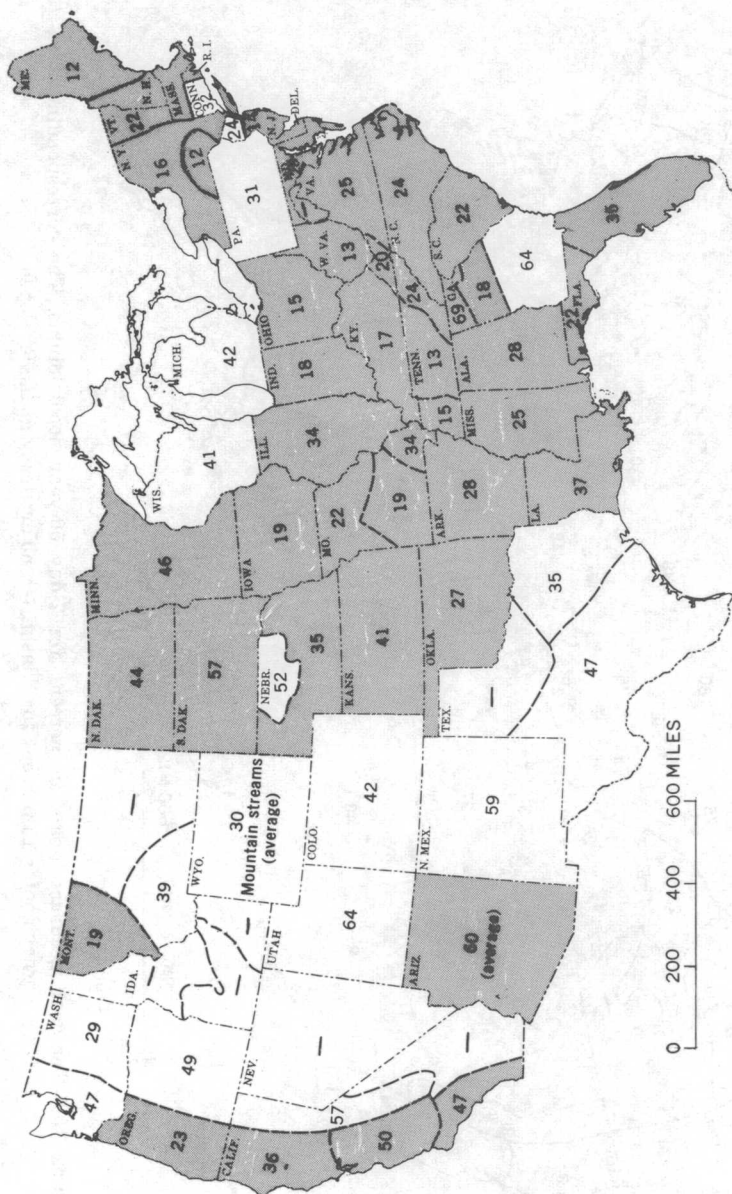 WASH.
47
29
MONT.
19
39
–
N. DAK.
44
MINN.
46
WIS.
41
MICH.
42
N.Y.
16
12
VT.
22
N.H.
ME.
12
MASS.
CONN.
32
R.I.
OREG.
23
49
IDA.
–
–
–
WYO.
30
Mountain streams
(average)
S. DAK.
57
NEBR.
52
35
IOWA
19
ILL.
34
IND.
18
OHIO
15
PA.
31
24
N.J.
DEL.
CALIF.
36
57
50
47
–
NEV.
–
UTAH
64
COLO.
42
KANS.
41
MO.
22
19
34
KY.
17
W. VA.
13
VA.
25
20
ARIZ.
60
(average)
N. MEX.
59
OKLA.
27
ARK.
28
TENN.
15
13
24
N.C.
24
S.C.
22
TEX.
–
35
47
LA.
37
MISS.
25
ALA.
28
GA.
69
18
64
FLA.
22
36
0 200 400 600 MILES